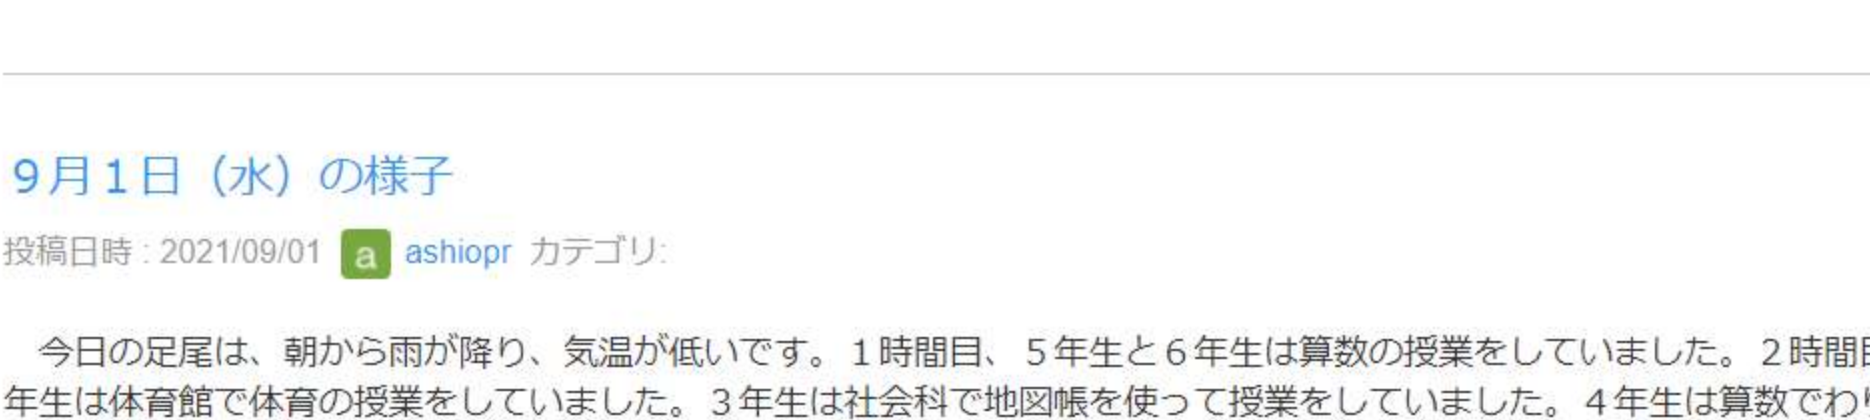 ９月１日（水）の様子
投稿日時 : 2021/09/01 a ashiopr カテゴリ:
　今日の足尾は、朝から雨が降り、気温が低いです。１時間目、５年生と６年生は算数の授業をしていました。２時間
年生は体育館で体育の授業をしていました。３年生は社会科で地図帳を使って授業をしていました。４年生は算数でわ